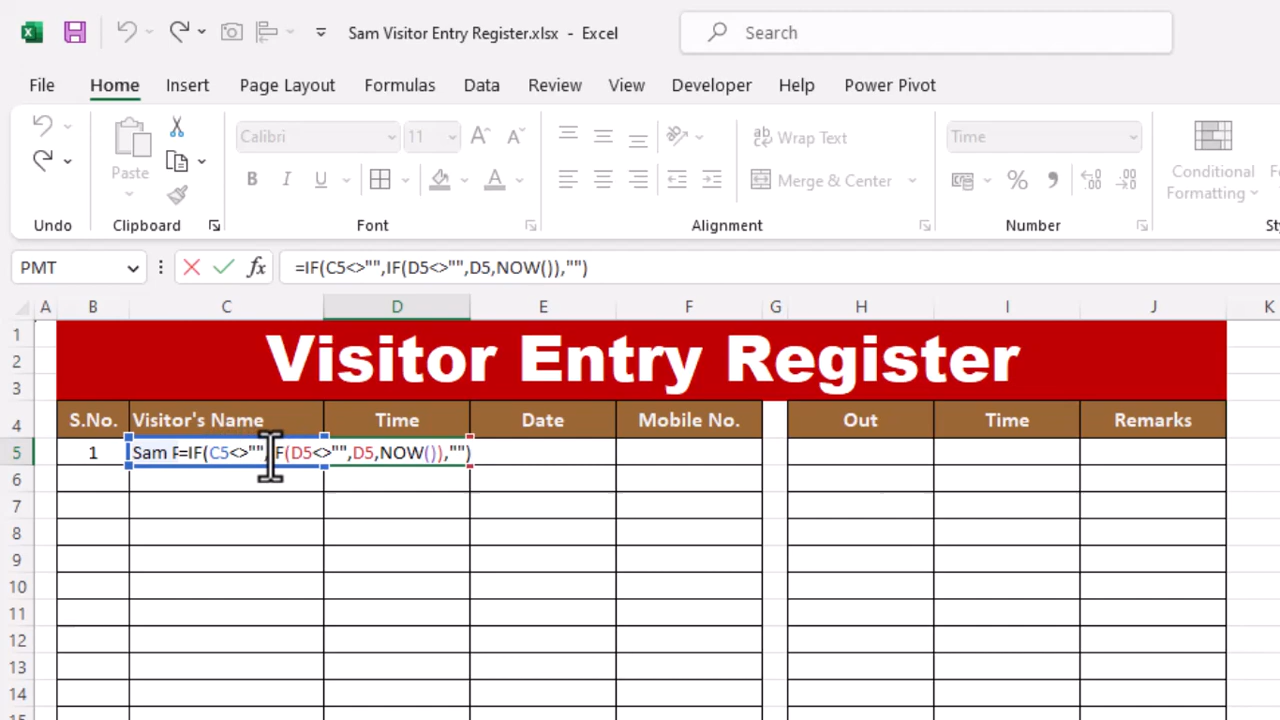 Sam Visitor Entry Register.xlsx - Excel
Search
File Home Insert Page Layout Formulas Data Review View Developer Help Power Pivot
Calibri 11 Wrap Text Time
Paste Merge & Center Conditional
Formatting
Undo Clipboard Font Alignment Number
PMT fx =IF(C5<>"",IF(D5<>"",D5,NOW()),"")
A B C D E F G H I J K
1
2 Visitor Entry Register
3
4 S.No. Visitor's Name Time Date Mobile No. Out Time Remarks
5 1 Sam =IF(C5<>"",IF(D5<>"",D5,NOW()),"")
6
7
8
9
10
11
12
13
14
15